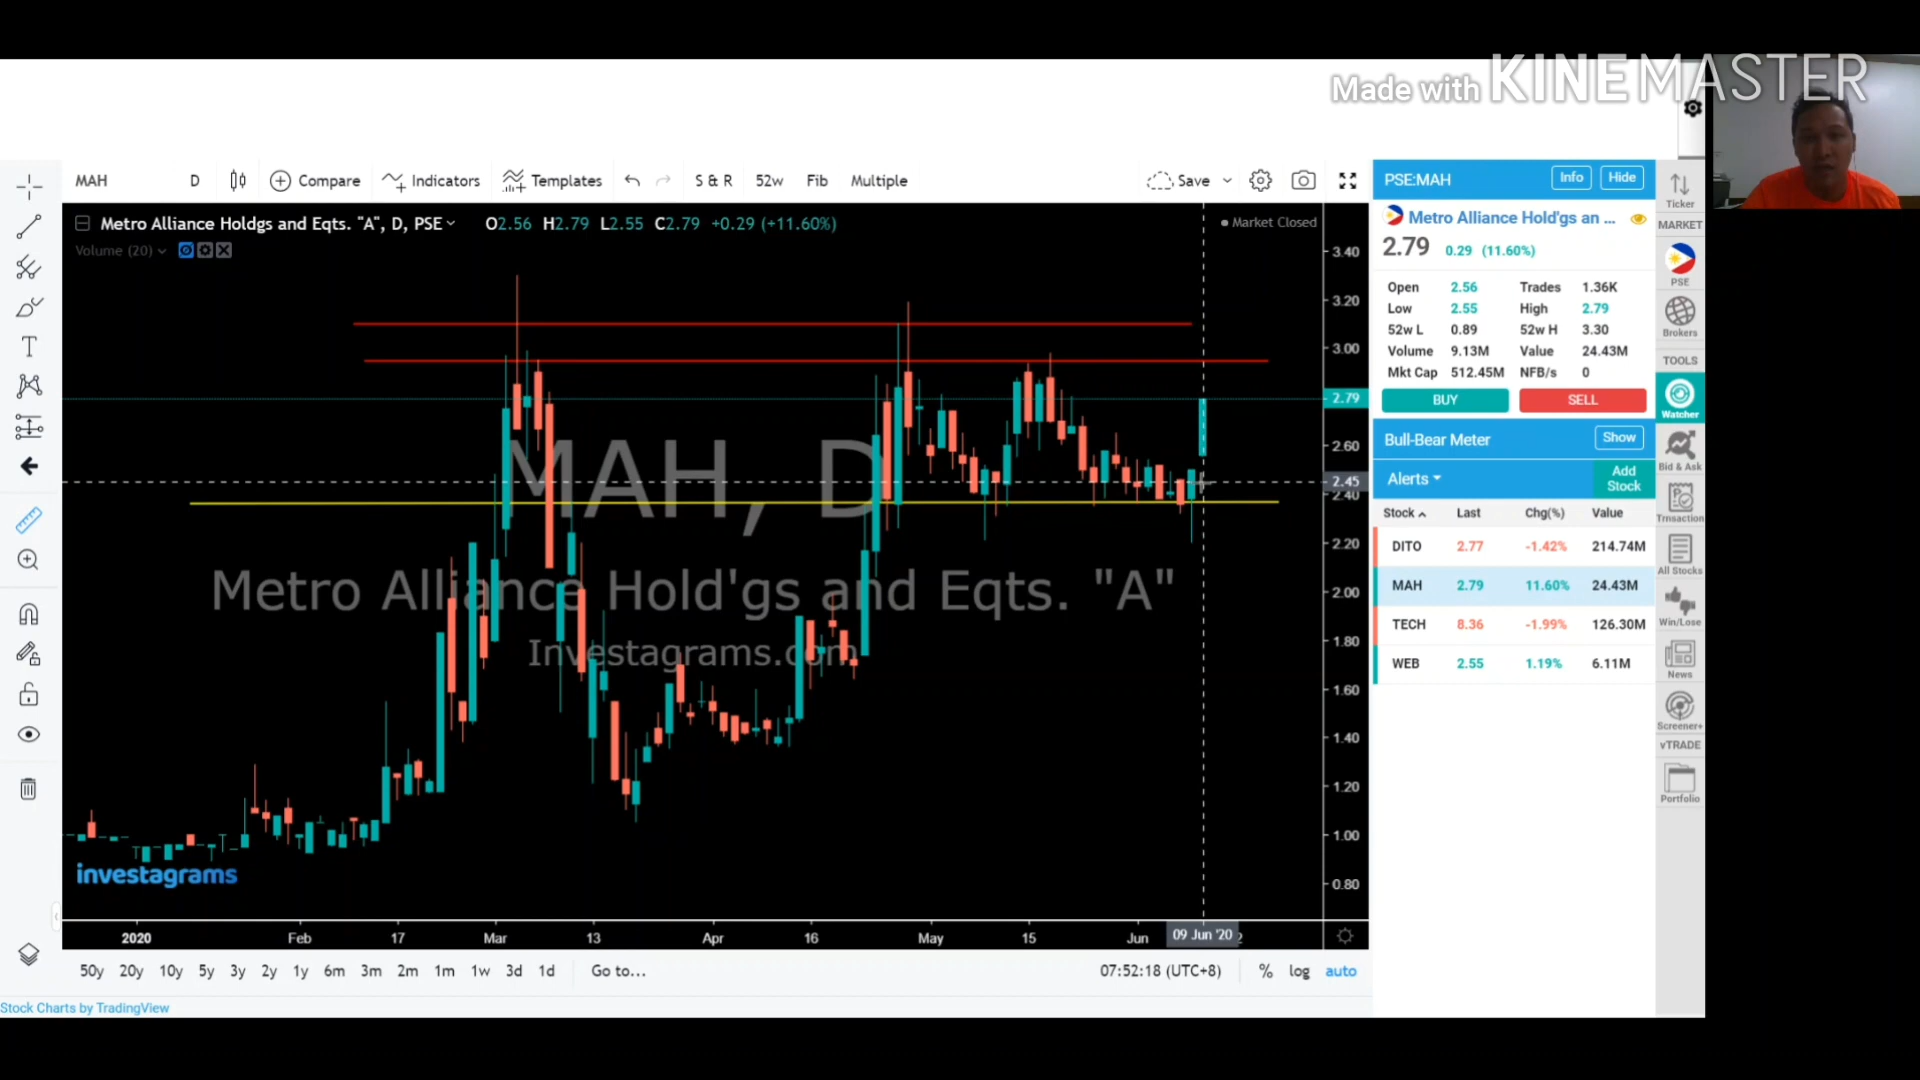 Made with KINEMASTER
MAH D Compare Indicators Templates S & R 52w Fib Multiple Save
Metro Alliance Holdgs and Eqts. "A", D, PSE O2.56 H2.79 L2.55 C2.79 +0.29 (+11.60%) Market Closed
Volume (20)
MAH, D
Metro Alliance Hold'gs and Eqts. "A"
Investagrams.com
investagrams
3.40
3.20
3.00
2.79
2.60
2.45
2.40
2.20
2.00
1.80
1.60
1.40
1.20
1.00
0.80
2020 Feb 17 Mar 13 Apr 16 May 15 Jun 09 Jun '20 2
50y 20y 10y 5y 3y 2y 1y 6m 3m 2m 1m 1w 3d 1d Go to... 07:52:18 (UTC+8) % log auto
Stock Charts by TradingView
PSE:MAH Info Hide
Metro Alliance Hold'gs an ...
2.79 0.29 (11.60%)
Open 2.56 Trades 1.36K
Low 2.55 High 2.79
52w L 0.89 52w H 3.30
Volume 9.13M Value 24.43M
Mkt Cap 512.45M NFB/s 0
BUY SELL
Bull-Bear Meter Show
Alerts Add Stock
Stock Last Chg(%) Value
DITO 2.77 -1.42% 214.74M
MAH 2.79 11.60% 24.43M
TECH 8.36 -1.99% 126.30M
WEB 2.55 1.19% 6.11M
Ticker
MARKET
PSE
Brokers
TOOLS
Watcher
Bid & Ask
Trnsaction
All Stocks
Win/Lose
News
Screener+
vTRADE
Portfolio